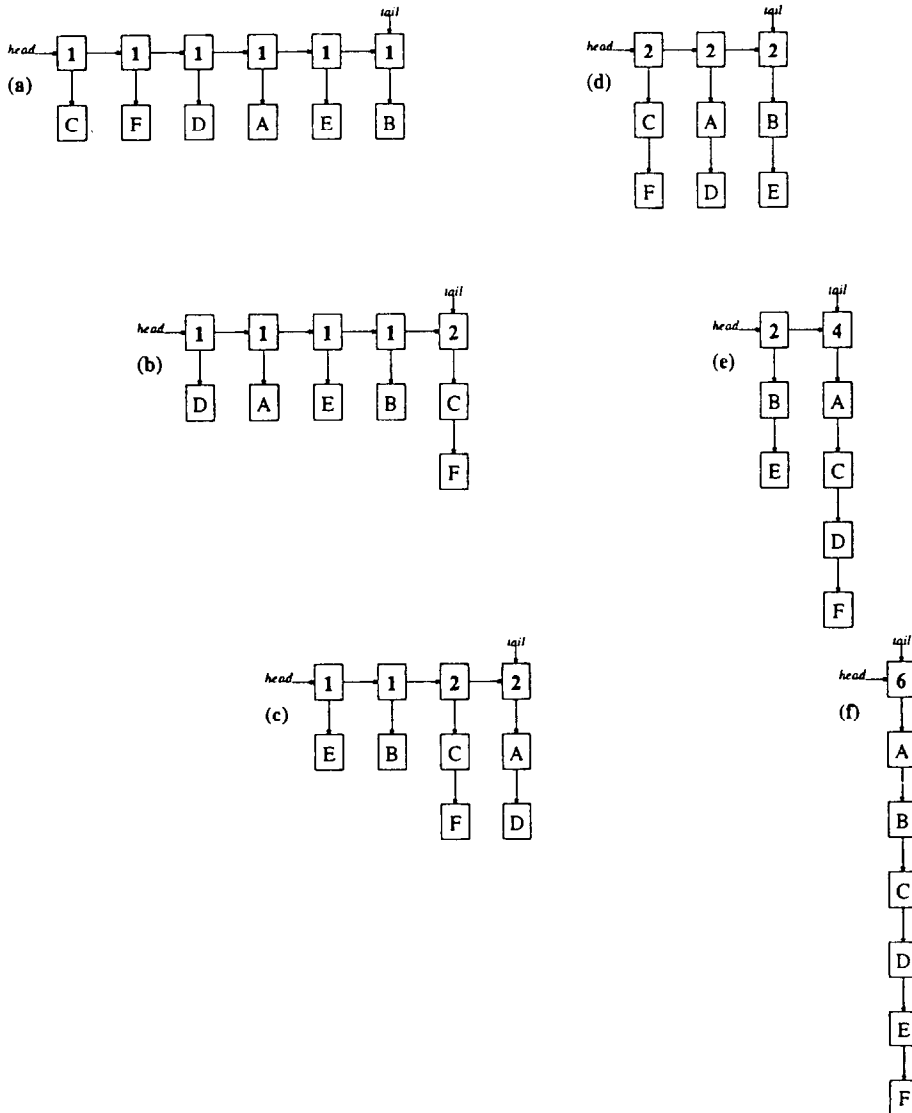 tail
head 1 1 1 1 1 1
(a)
C F D A E B
tail
head 2 2 2
(d)
C A B
F D E
tail
head 1 1 1 1 2
(b)
D A E B C
F
tail
head 2 4
(e)
B A
E C
D
F
tail
head 1 1 2 2
(c)
E B C A
F D
tail
head 6
(f)
A
B
C
D
E
F